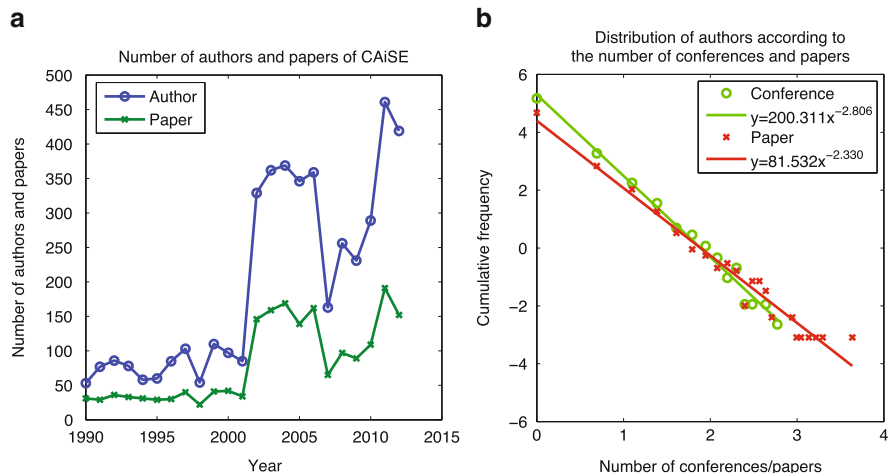 a
Number of authors and papers of CAiSE
500
450
400
350
300
250
200
150
100
50
0
1990
1995
2000
2005
2010
2015
Author
Paper
Number of authors and papers
Year
b
Distribution of authors according to
the number of conferences and papers
6
4
2
0
−2
−4
−6
0
1
2
3
4
Conference
y=200.311x^−2.806
Paper
y=81.532x^−2.330
Cumulative frequency
Number of conferences/papers